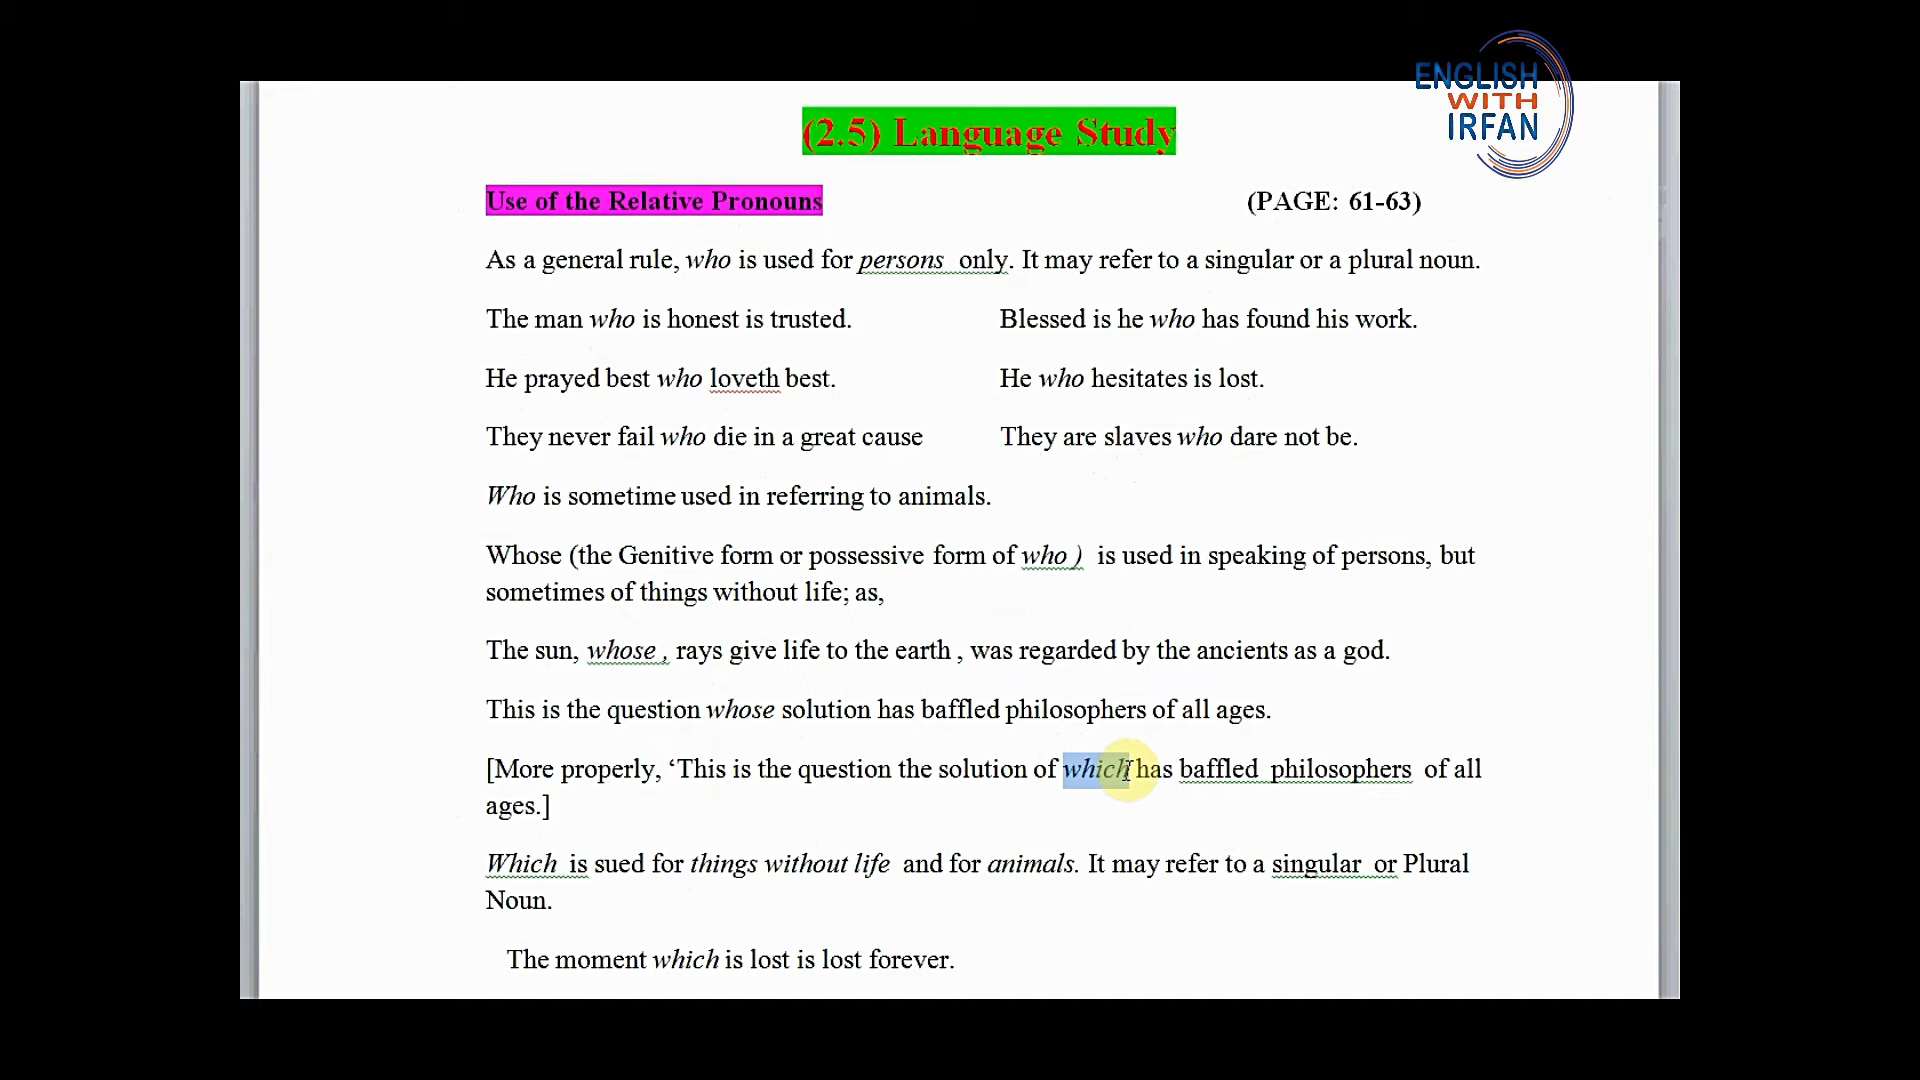 ENGLISH
WITH
IRFAN
(2.5) Language Study
Use of the Relative Pronouns (PAGE: 61-63)
As a general rule, who is used for persons only. It may refer to a singular or a plural noun.
The man who is honest is trusted. Blessed is he who has found his work.
He prayed best who loveth best. He who hesitates is lost.
They never fail who die in a great cause They are slaves who dare not be.
Who is sometime used in referring to animals.
Whose (the Genitive form or possessive form of who ) is used in speaking of persons, but
sometimes of things without life; as,
The sun, whose , rays give life to the earth , was regarded by the ancients as a god.
This is the question whose solution has baffled philosophers of all ages.
[More properly, ‘This is the question the solution of which has baffled philosophers of all
ages.]
Which is sued for things without life and for animals. It may refer to a singular or Plural
Noun.
The moment which is lost is lost forever.